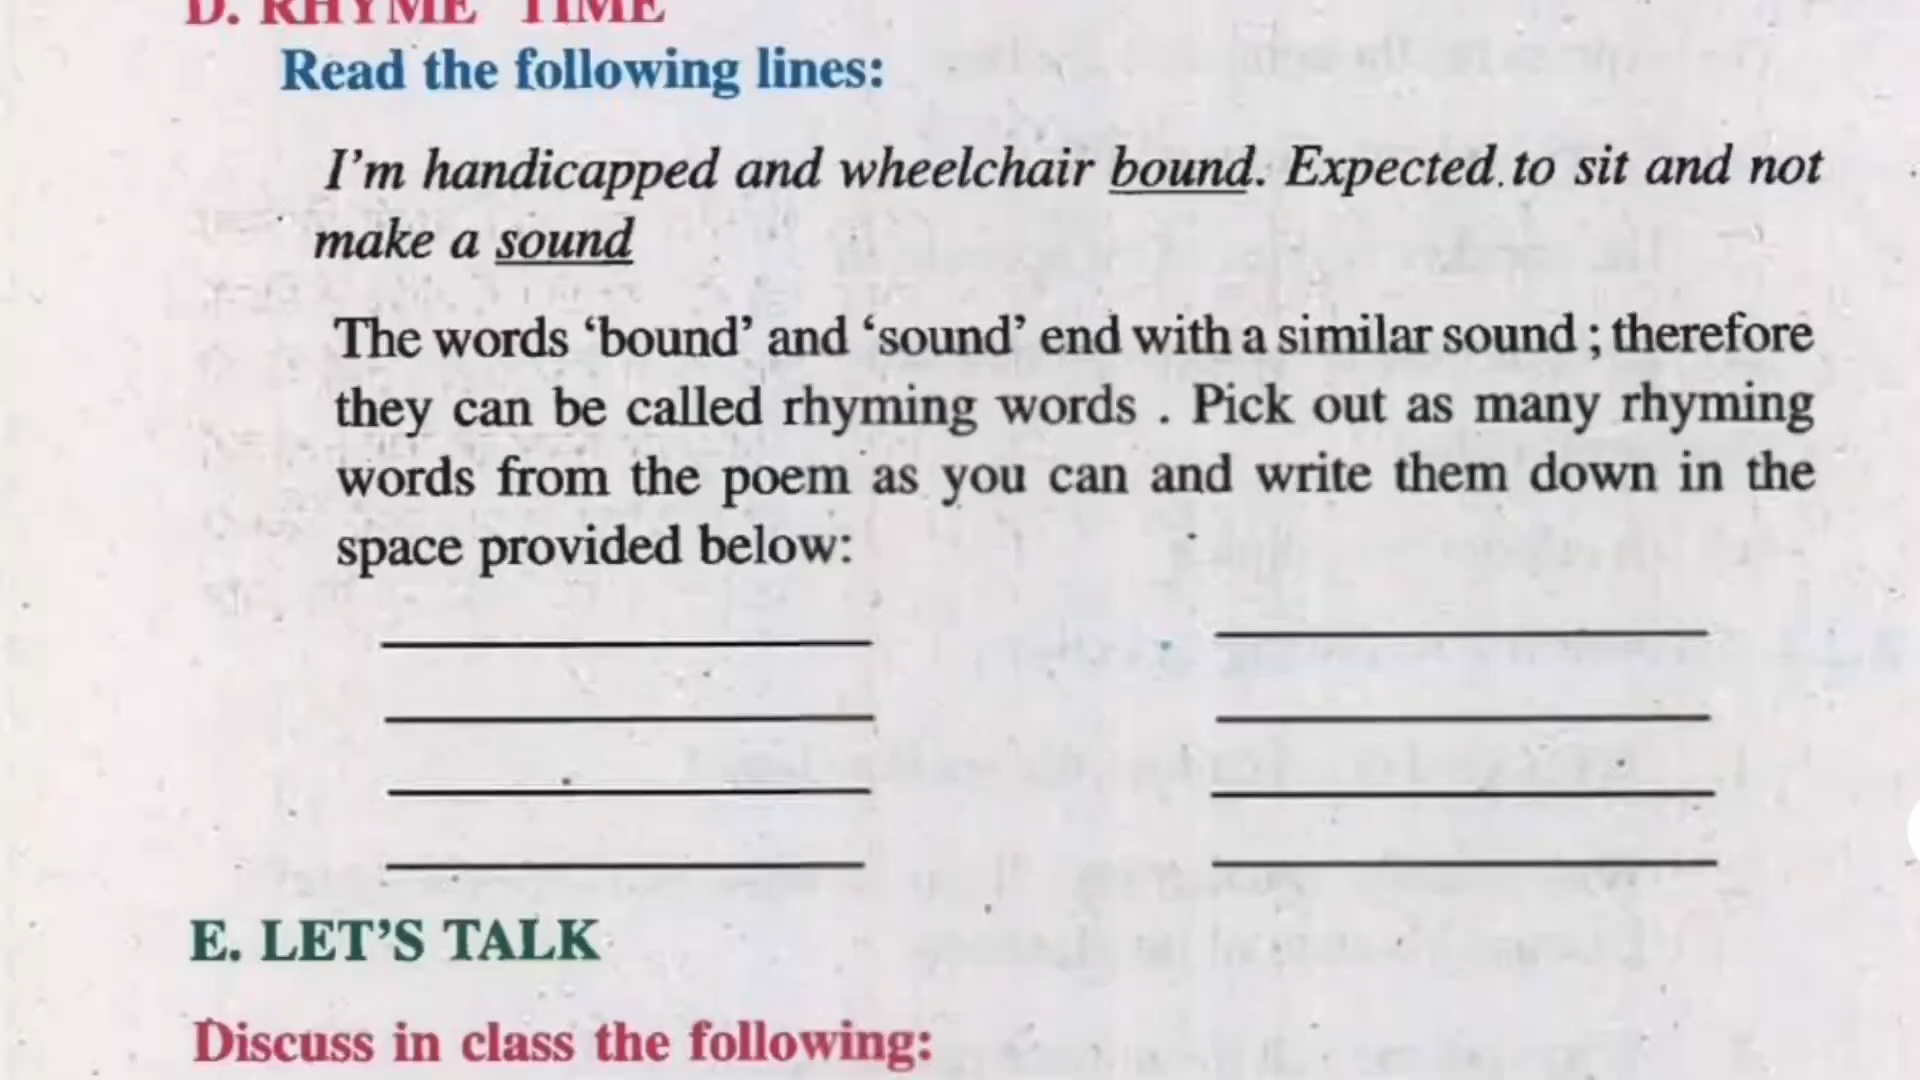 D. RHYME TIME
Read the following lines:
I'm handicapped and wheelchair bound. Expected to sit and not
make a sound
The words ‘bound’ and ‘sound’ end with a similar sound ; therefore
they can be called rhyming words . Pick out as many rhyming
words from the poem as you can and write them down in the
space provided below:
E. LET'S TALK
Discuss in class the following: